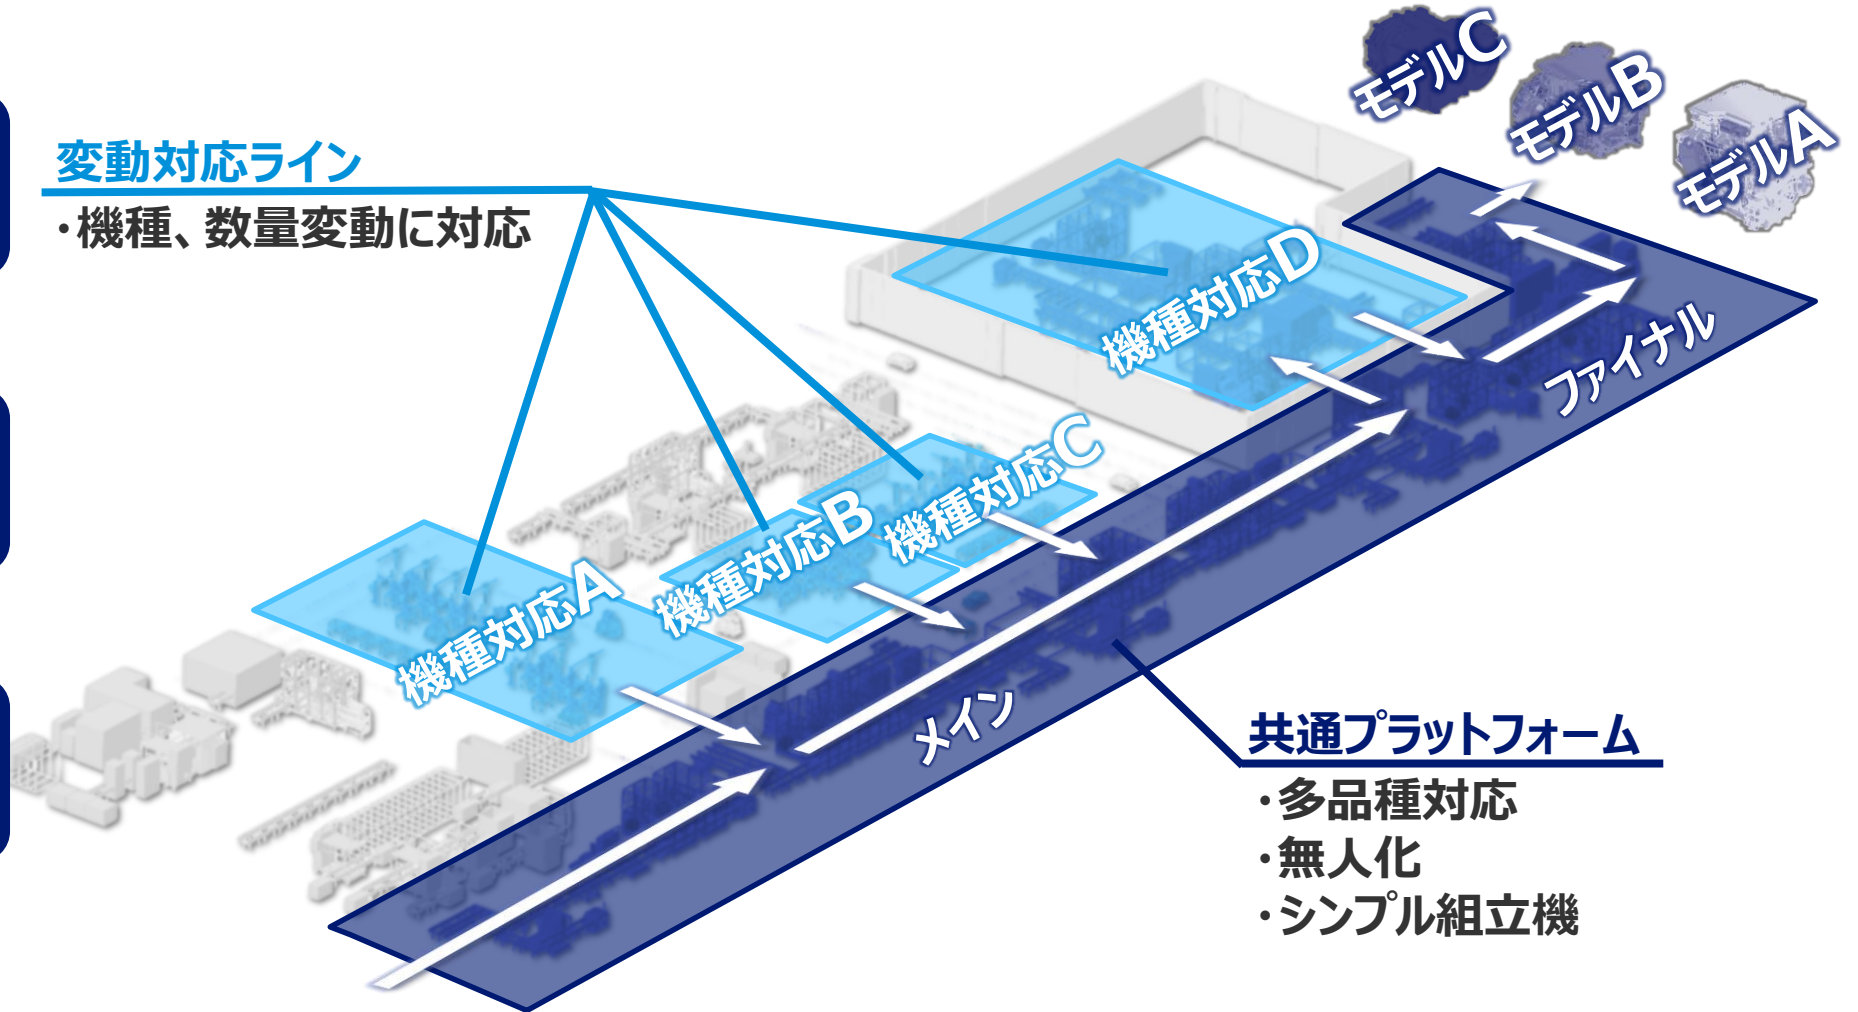 モデルC
モデルB
モデルA
変動対応ライン
・機種、数量変動に対応
機種対応D
ファイナル
機種対応C
機種対応B
機種対応A
メイン
共通プラットフォーム
・多品種対応
・無人化
・シンプル組立機